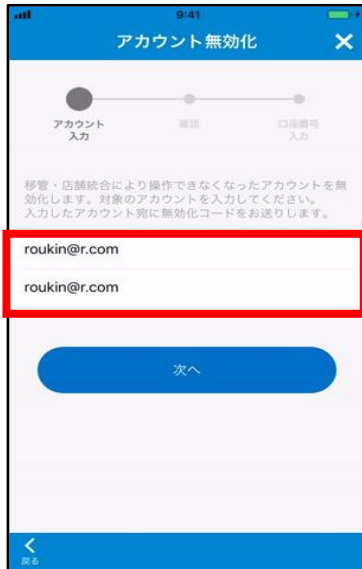 9:41
アカウント無効化
アカウント
入力
確認
口座番号
入力
移管・店舗統合により操作できなくなったアカウントを無
効化します。対象のアカウントを入力してください。
入力したアカウント宛に無効化コードをお送りします。
roukin@r.com
roukin@r.com
次へ
戻る